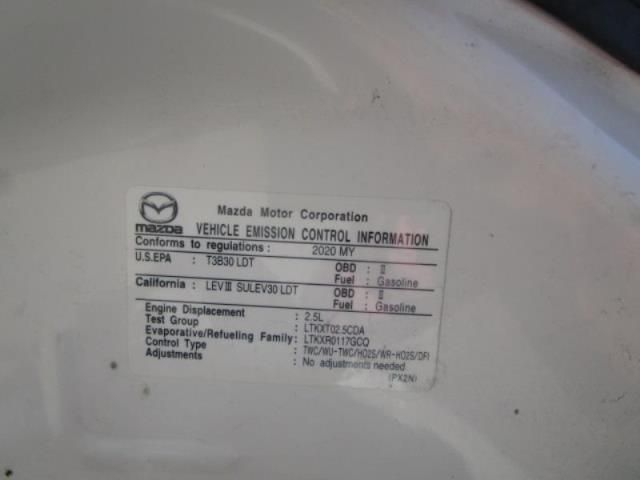 Mazda Motor Corporation
mazda VEHICLE EMISSION CONTROL INFORMATION
Conforms to regulations : 2020 MY
U.S.EPA : T3B30 LDT OBD : II
Fuel : Gasoline
California : LEVIII SULEV30 LDT OBD : II
Fuel : Gasoline
Engine Displacement : 2.5L
Test Group : LTKXT02.5CDA
Evaporative/Refueling Family: LTKXR0117GCQ
Control Type : TWC/WU-TWC/HO2S/WR-HO2S/DFI
Adjustments : No adjustments needed
(PX2N)